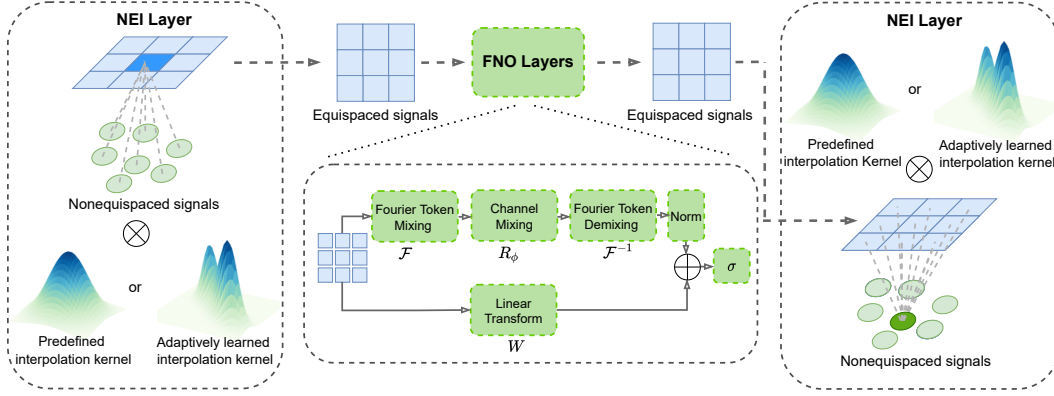 NEI Layer
Nonequispaced signals
or
Predefined
interpolation kernel
Adaptively learned
interpolation kernel
Equispaced signals
FNO Layers
Equispaced signals
Fourier Token
Mixing
F
Channel
Mixing
R_ϕ
Fourier Token
Demixing
F⁻¹
Norm
σ
Linear
Transform
W
NEI Layer
or
Predefined
interpolation Kernel
Adaptively learned
interpolation kernel
Nonequispaced signals